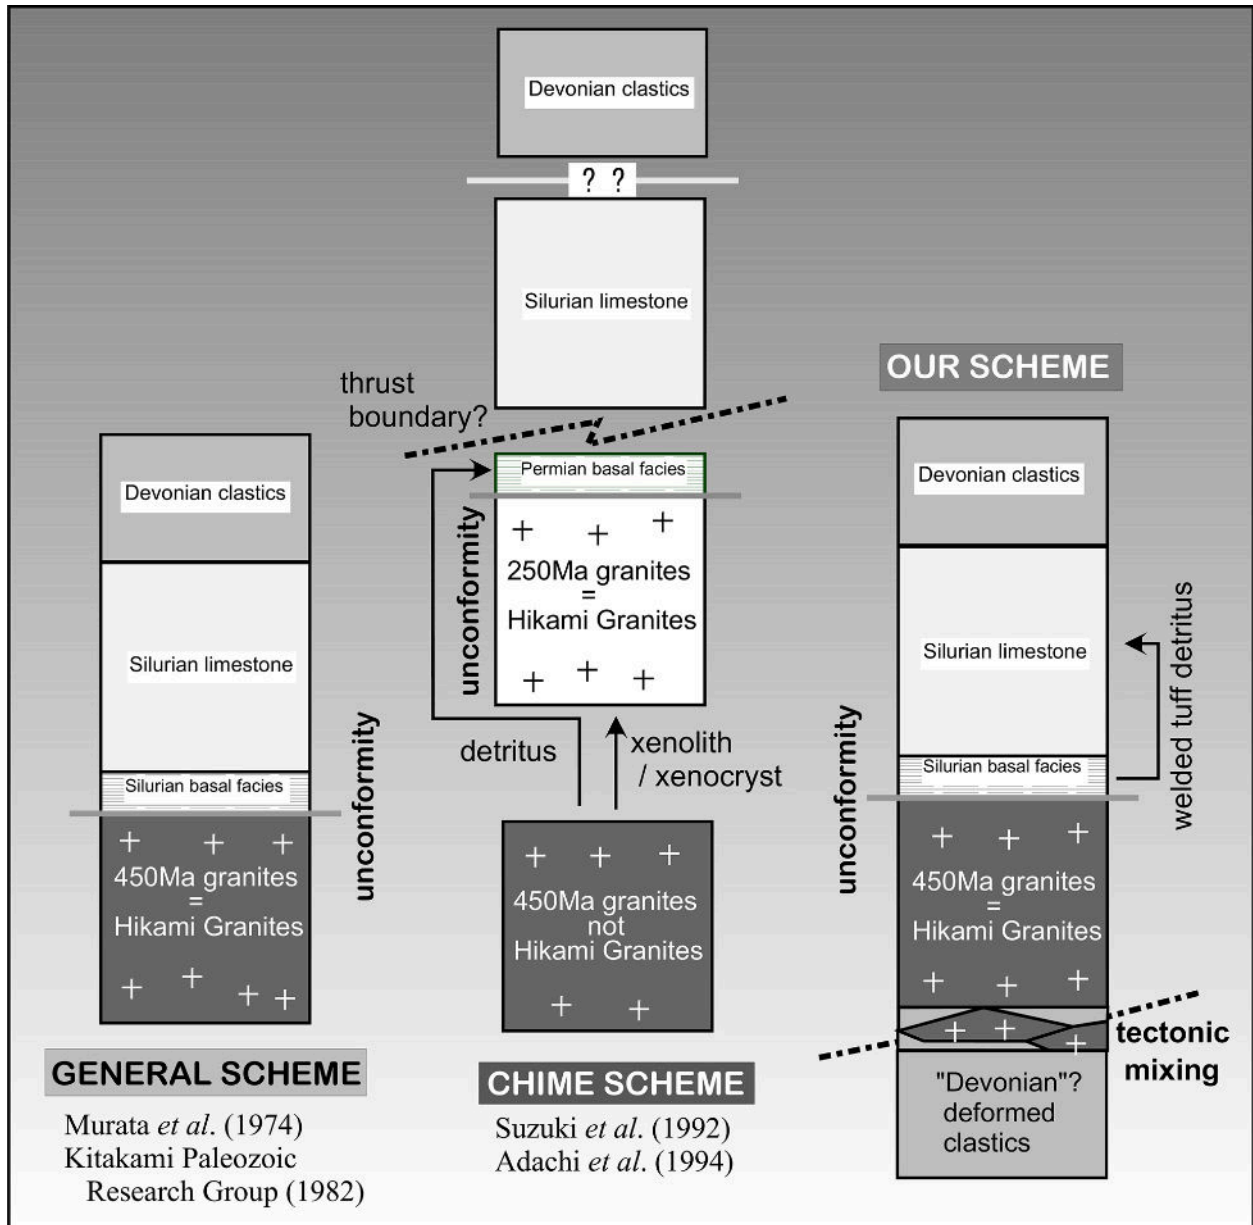 Devonian clastics
? ?
Silurian limestone
thrust
boundary?
Permian basal facies
unconformity
250Ma granites
=
Hikami Granites
detritus
xenolith
/ xenocryst
450Ma granites
not
Hikami Granites
CHIME SCHEME
Suzuki et al. (1992)
Adachi et al. (1994)
Devonian clastics
Silurian limestone
Silurian basal facies
unconformity
450Ma granites
=
Hikami Granites
GENERAL SCHEME
Murata et al. (1974)
Kitakami Paleozoic
Research Group (1982)
OUR SCHEME
Devonian clastics
Silurian limestone
Silurian basal facies
welded tuff detritus
unconformity
450Ma granites
=
Hikami Granites
tectonic
mixing
"Devonian"?
deformed
clastics